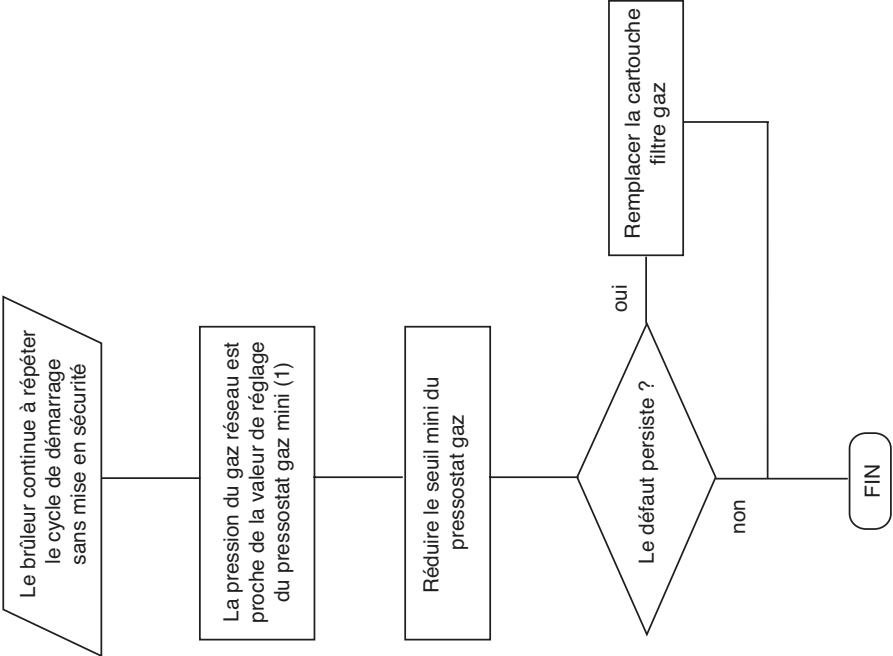 Le brûleur continue à répéter
le cycle de démarrage
sans mise en sécurité
La pression du gaz réseau est
proche de la valeur de réglage
du pressostat gaz mini (1)
Réduire le seuil mini du
pressostat gaz
Le défaut persiste ?
oui
Remplacer la cartouche
filtre gaz
non
FIN